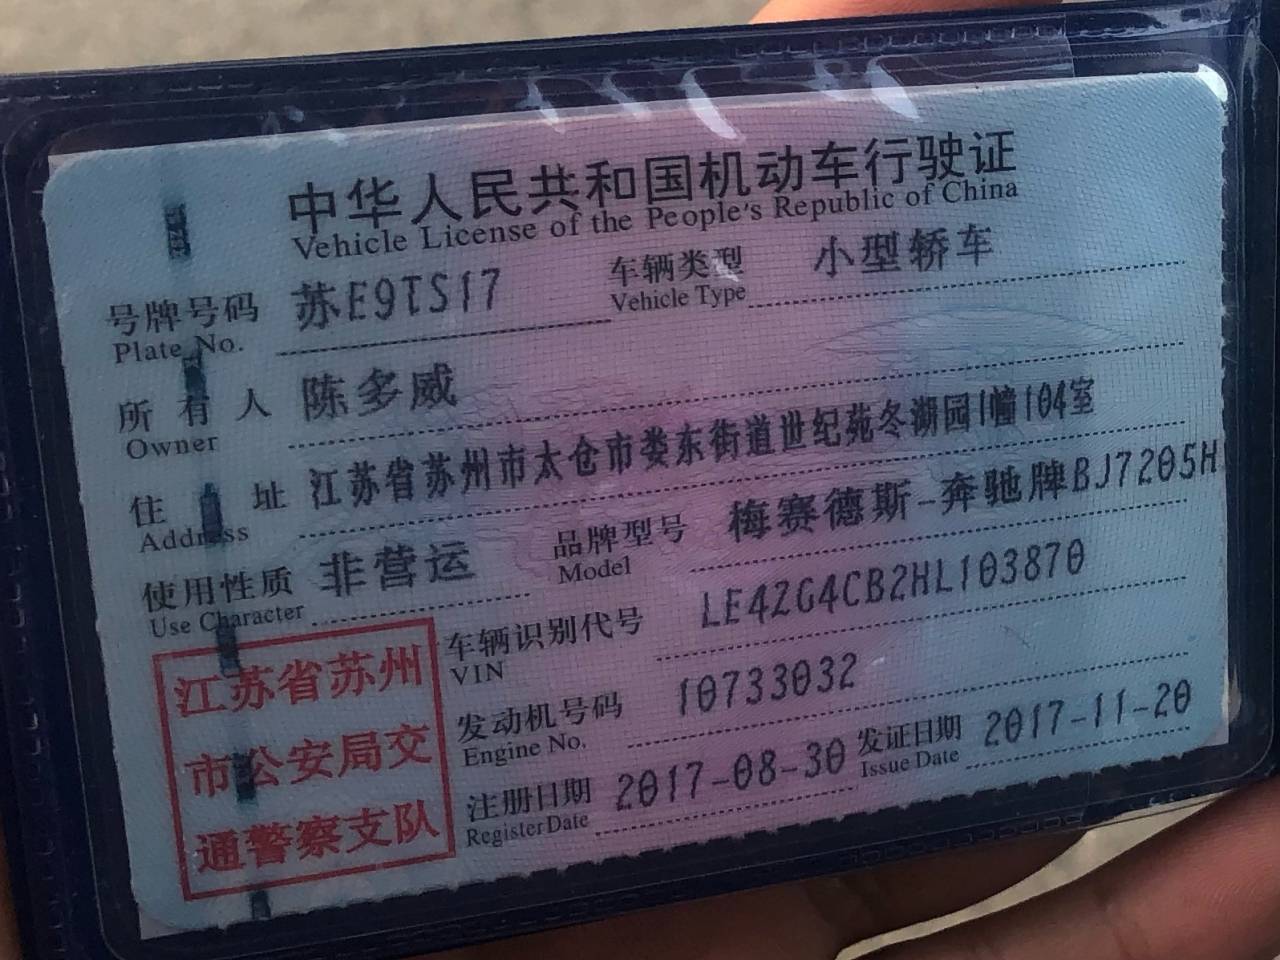 中华人民共和国机动车行驶证
Vehicle License of the People's Republic of China
号牌号码 苏E9TS17 车辆类型 小型轿车
Plate No. Vehicle Type
所有人 陈多威
Owner
住址 江苏省苏州市太仓市娄东街道世纪苑冬湖园1幢104室
Address
使用性质 非营运 品牌型号 梅赛德斯-奔驰牌BJ7205H
Use Character Model
江苏省苏州
市公安局交
通警察支队
车辆识别代号 LE42G4CB2HL103870
VIN
发动机号码 10733032
Engine No.
注册日期 2017-08-30 发证日期 2017-11-20
Register Date Issue Date